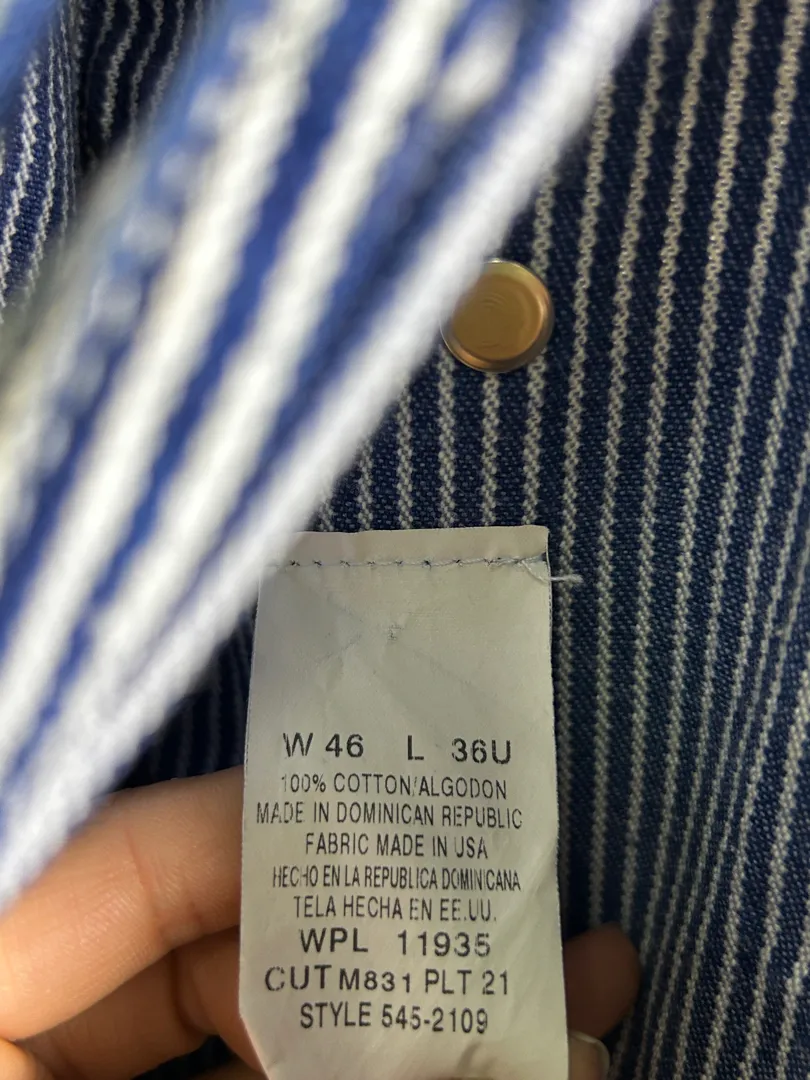 W 46 L 36U
100% COTTON/ALGODON
MADE IN DOMINICAN REPUBLIC
FABRIC MADE IN USA
HECHO EN LA REPUBLICA DOMINICANA
TELA HECHA EN EE.UU.
WPL 11935
CUT M831 PLT 21
STYLE 545-2109